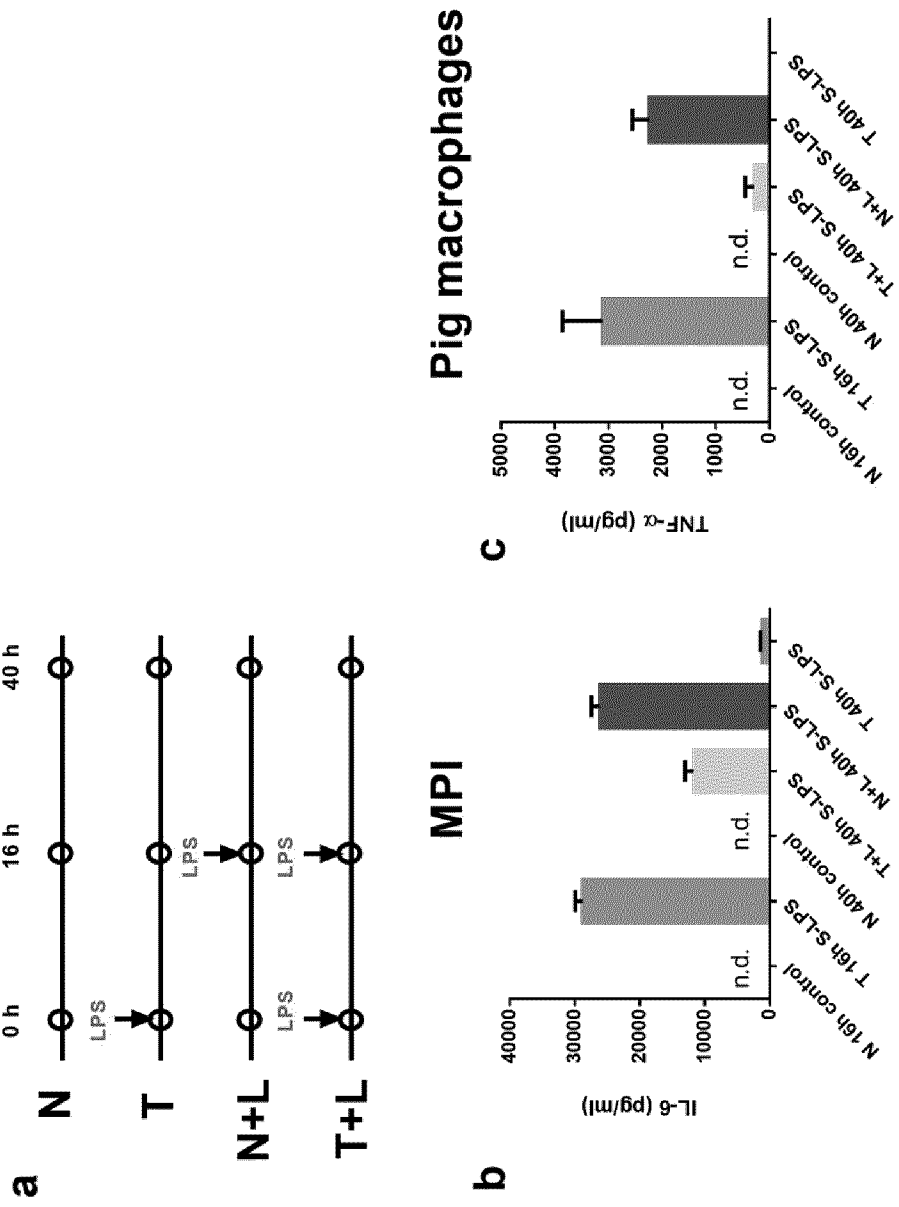 a
0 h 16 h 40 h
N
LPS
T
LPS
N+L
LPS LPS
T+L
b
MPI
IL-6 (pg/ml)
40000
30000
20000
10000
0
n.d. n.d.
N 16h control
T 16h S-LPS
N 40h control
T+L 40h S-LPS
N+L 40h S-LPS
T 40h S-LPS
c
Pig macrophages
TNF-α (pg/ml)
5000
4000
3000
2000
1000
0
n.d. n.d.
N 16h control
T 16h S-LPS
N 40h control
T+L 40h S-LPS
N+L 40h S-LPS
T 40h S-LPS